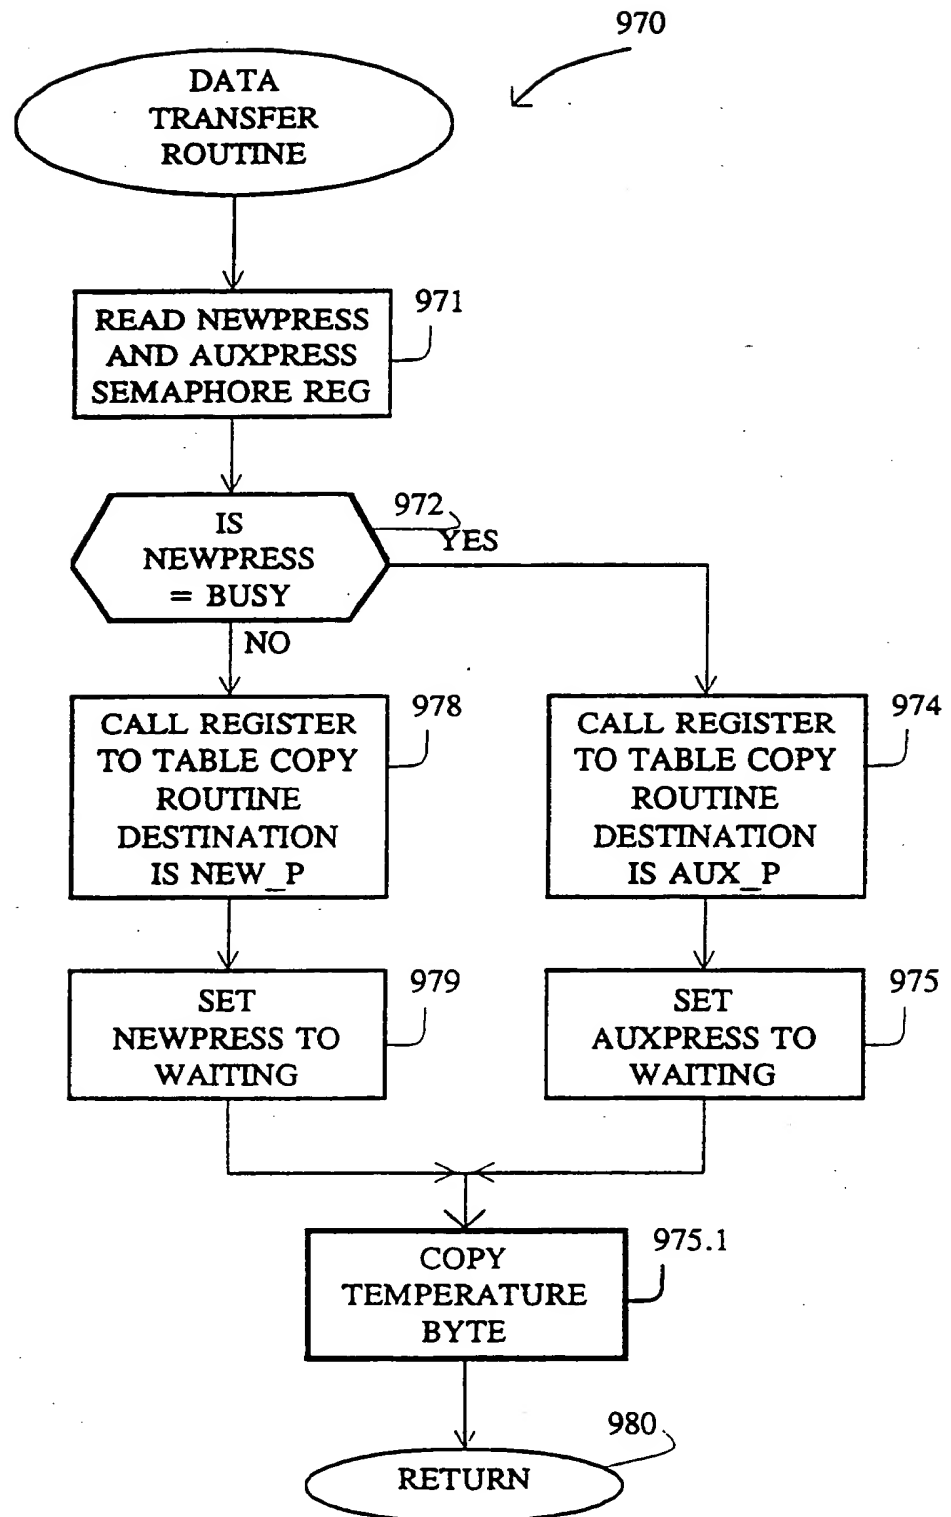 970
DATA
TRANSFER
ROUTINE
971
READ NEWPRESS
AND AUXPRESS
SEMAPHORE REG
972
IS
NEWPRESS
= BUSY
YES
NO
978
CALL REGISTER
TO TABLE COPY
ROUTINE
DESTINATION
IS NEW_P
974
CALL REGISTER
TO TABLE COPY
ROUTINE
DESTINATION
IS AUX_P
979
SET
NEWPRESS TO
WAITING
975
SET
AUXPRESS TO
WAITING
975.1
COPY
TEMPERATURE
BYTE
980
RETURN